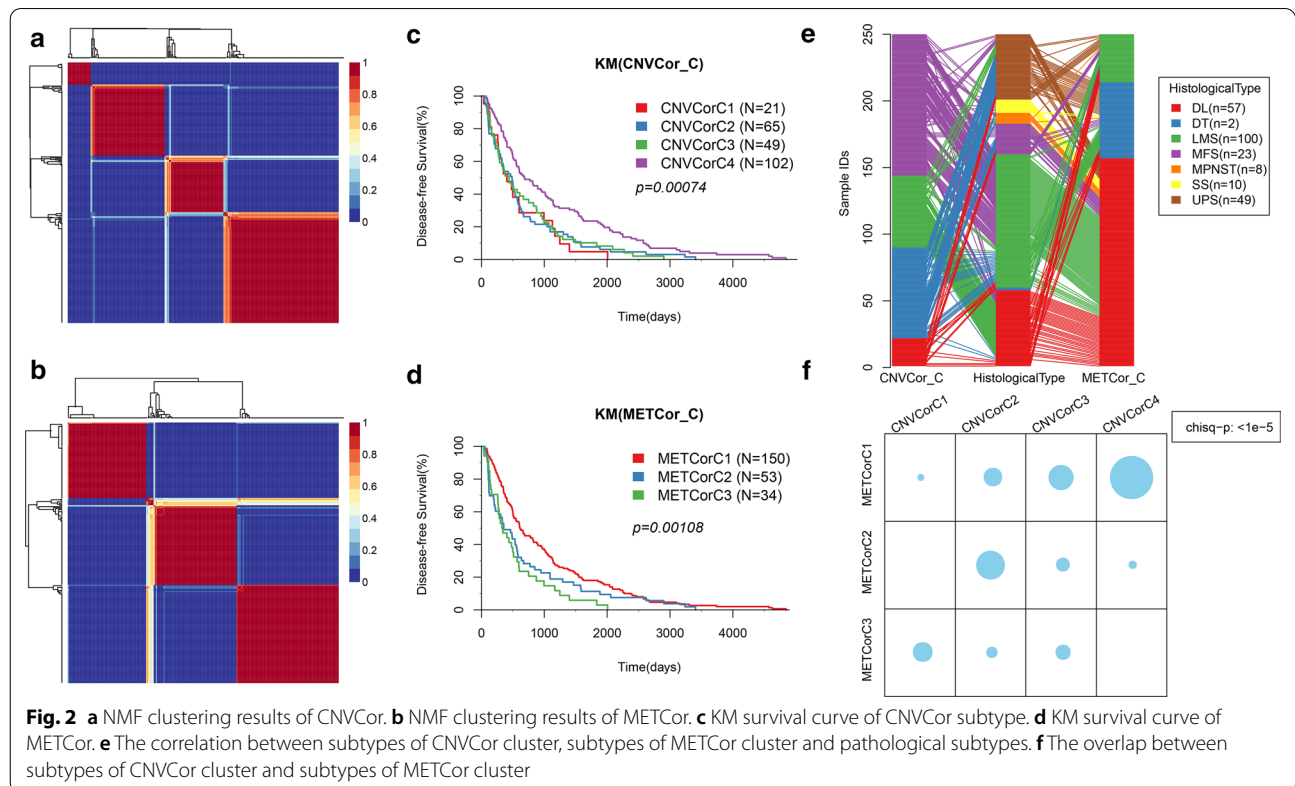 a
1
0.8
0.6
0.4
0.2
0
b
1
0.8
0.6
0.4
0.2
0
c
KM(CNVCor_C)
Disease-free Survival(%)
100
80
60
40
20
0
CNVCorC1 (N=21)
CNVCorC2 (N=65)
CNVCorC3 (N=49)
CNVCorC4 (N=102)
p=0.00074
0 1000 2000 3000 4000
Time(days)
d
KM(METCor_C)
Disease-free Survival(%)
100
80
60
40
20
0
METCorC1 (N=150)
METCorC2 (N=53)
METCorC3 (N=34)
p=0.00108
0 1000 2000 3000 4000
Time(days)
e
Sample IDs
250
200
150
100
50
0
CNVCor_C HistologicalType METCor_C
HistologicalType
DL(n=57)
DT(n=2)
LMS(n=100)
MFS(n=23)
MPNST(n=8)
SS(n=10)
UPS(n=49)
f
CNVCorC1 CNVCorC2 CNVCorC3 CNVCorC4
chisq-p: <1e-5
METCorC1
METCorC2
METCorC3
Fig. 2 a NMF clustering results of CNVCor. b NMF clustering results of METCor. c KM survival curve of CNVCor subtype. d KM survival curve of
METCor. e The correlation between subtypes of CNVCor cluster, subtypes of METCor cluster and pathological subtypes. f The overlap between
subtypes of CNVCor cluster and subtypes of METCor cluster